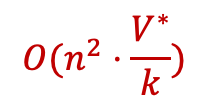 O(n² · V*/k)